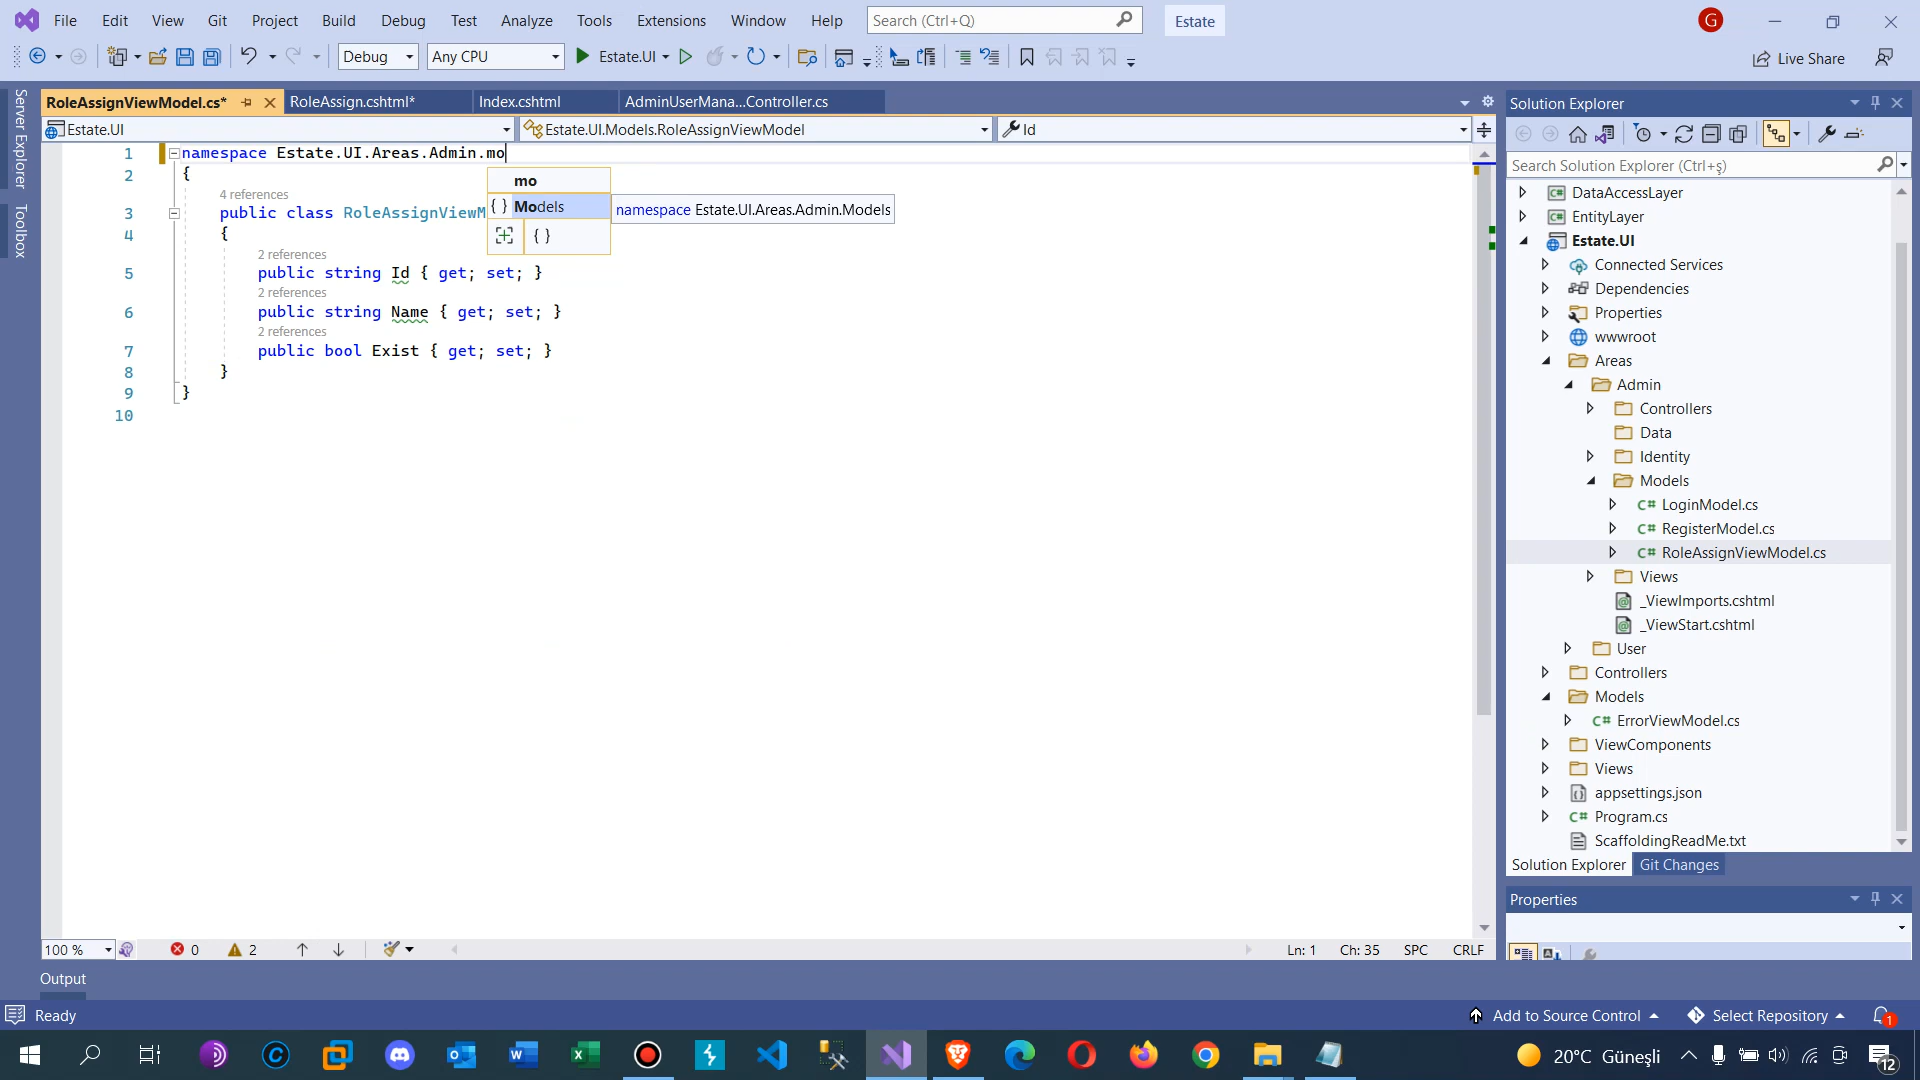 File Edit View Git Project Build Debug Test Analyze Tools Extensions Window Help Search (Ctrl+Q) Estate G
Debug Any CPU Estate.UI Live Share
Server Explorer
Toolbox
RoleAssignViewModel.cs* RoleAssign.cshtml* Index.cshtml AdminUserMana...Controller.cs
Estate.UI Estate.UI.Models.RoleAssignViewModel Id
1 namespace Estate.UI.Areas.Admin.mo
2 {
mo
4 references
Models
namespace Estate.UI.Areas.Admin.Models
3 public class RoleAssignViewM
4 {
2 references
5 public string Id { get; set; }
2 references
6 public string Name { get; set; }
2 references
7 public bool Exist { get; set; }
8 }
9 }
10
100 % 0 2 Ln: 1 Ch: 35 SPC CRLF
Output
Solution Explorer
Search Solution Explorer (Ctrl+ş)
DataAccessLayer
EntityLayer
Estate.UI
Connected Services
Dependencies
Properties
wwwroot
Areas
Admin
Controllers
Data
Identity
Models
C# LoginModel.cs
C# RegisterModel.cs
C# RoleAssignViewModel.cs
Views
_ViewImports.cshtml
_ViewStart.cshtml
User
Controllers
Models
C# ErrorViewModel.cs
ViewComponents
Views
appsettings.json
C# Program.cs
ScaffoldingReadMe.txt
Solution Explorer Git Changes
Properties
Ready Add to Source Control Select Repository 1
20°C Güneşli 12